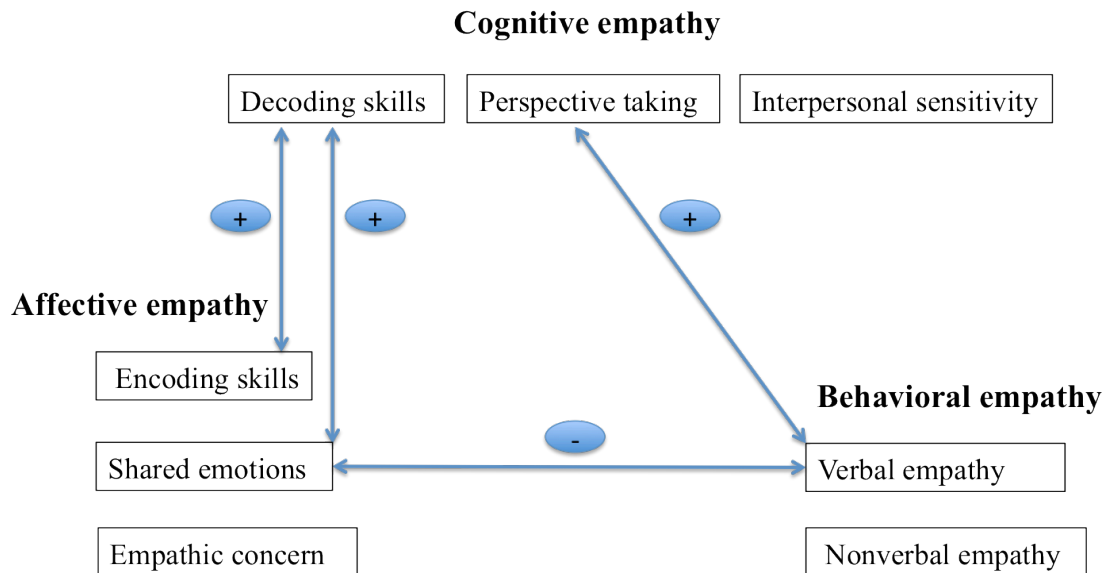 Cognitive empathy
Decoding skills
Perspective taking
Interpersonal sensitivity
+
+
+
Affective empathy
Encoding skills
Behavioral empathy
-
Shared emotions
Verbal empathy
Empathic concern
Nonverbal empathy